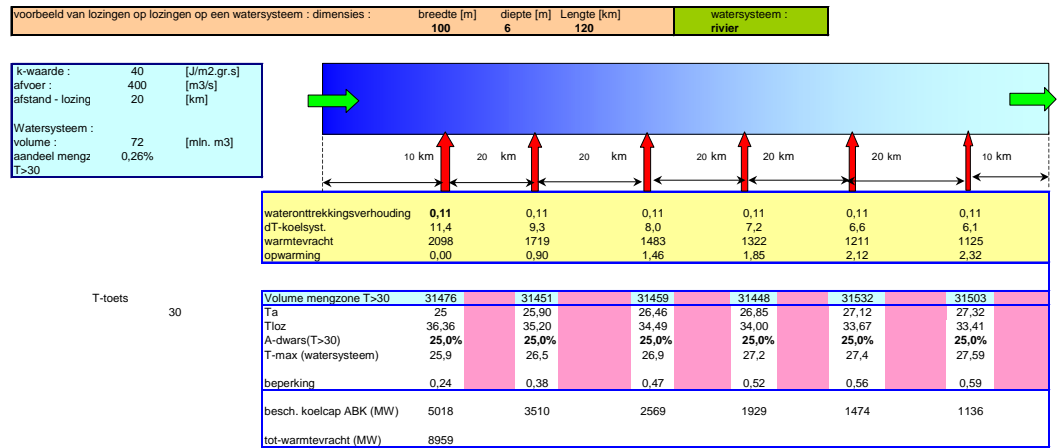 voorbeeld van lozingen op lozingen op een watersysteem : dimensies : breedte [m] diepte [m] Lengte [km] watersysteem :
100 6 120 rivier
k-waarde : 40 [J/m2.gr.s]
afvoer : 400 [m3/s]
afstand - lozing 20 [km]
Watersysteem :
volume : 72 [mln. m3]
aandeel mengz 0,26%
T>30
10 km 20 km 20 km 20 km 20 km 20 km 10 km
wateronttrekkingsverhouding 0,11 0,11 0,11 0,11 0,11 0,11
dT-koelsyst. 11,4 9,3 8,0 7,2 6,6 6,1
warmtevracht 2098 1719 1483 1322 1211 1125
opwarming 0,00 0,90 1,46 1,85 2,12 2,32
T-toets
30
Volume mengzone T>30 31476 31451 31459 31448 31532 31503
Ta 25 25,90 26,46 26,85 27,12 27,32
Tloz 36,36 35,20 34,49 34,00 33,67 33,41
A-dwars(T>30) 25,0% 25,0% 25,0% 25,0% 25,0% 25,0%
T-max (watersysteem) 25,9 26,5 26,9 27,2 27,4 27,59
beperking 0,24 0,38 0,47 0,52 0,56 0,59
besch. koelcap ABK (MW) 5018 3510 2569 1929 1474 1136
tot-warmtevracht (MW) 8959